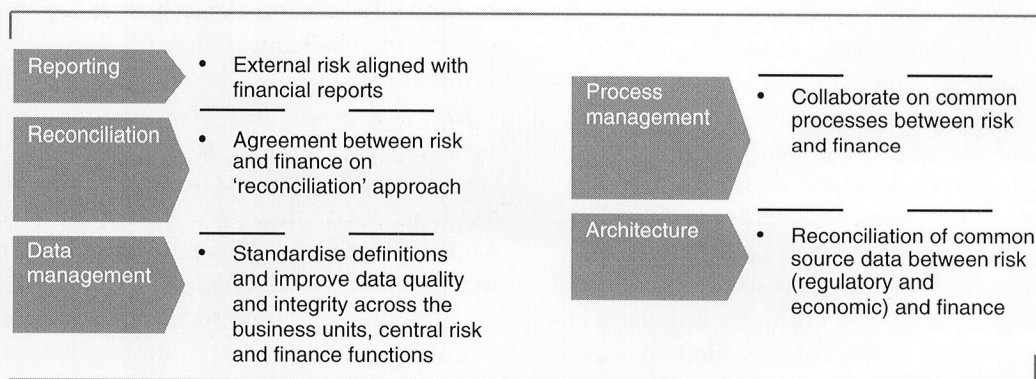 Reporting
• External risk aligned with
financial reports
Reconciliation
• Agreement between risk
and finance on
‘reconciliation’ approach
Data
management
• Standardise definitions
and improve data quality
and integrity across the
business units, central risk
and finance functions
Process
management
• Collaborate on common
processes between risk
and finance
Architecture
• Reconciliation of common
source data between risk
(regulatory and
economic) and finance